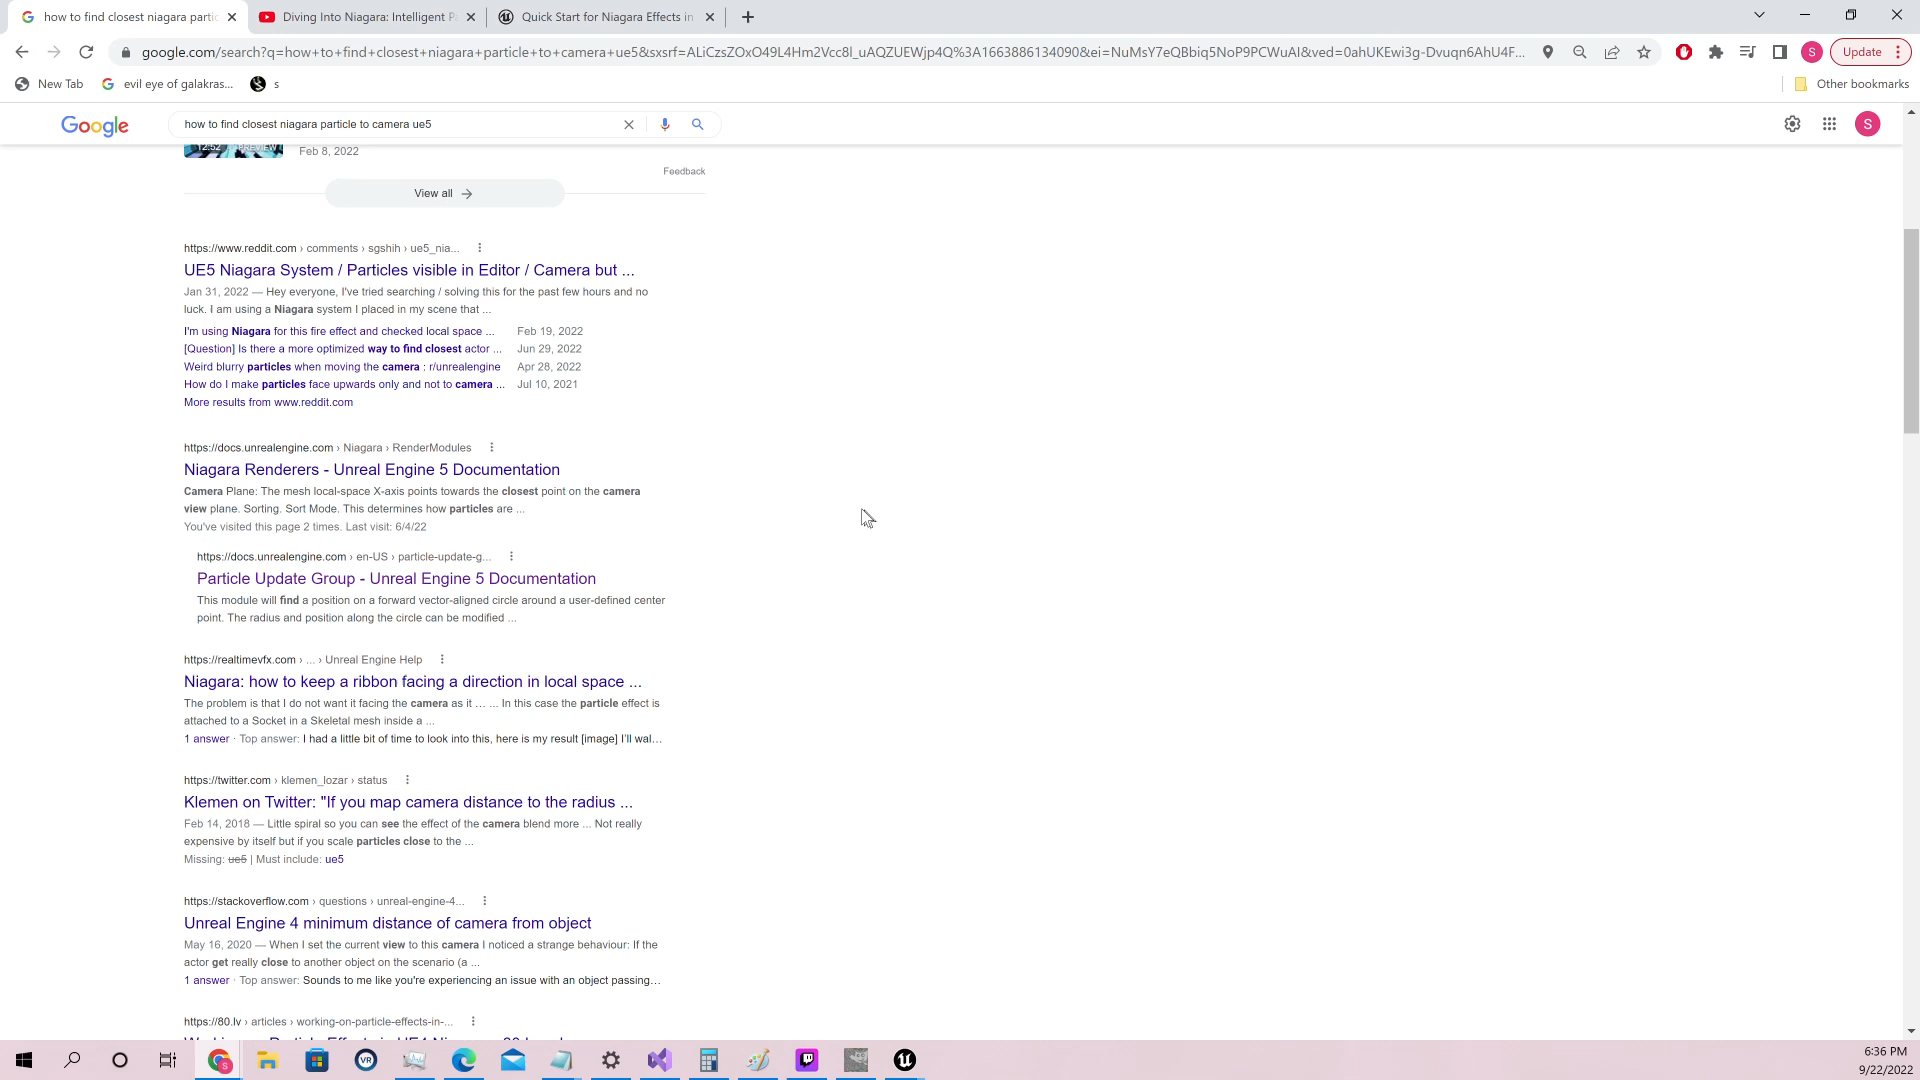 how to find closest niagara partic
Diving Into Niagara: Intelligent Pa
Quick Start for Niagara Effects in
google.com/search?q=how+to+find+closest+niagara+particle+to+camera+ue5&sxsrf=ALiCzsZOxO49L4Hm2Vcc8l_uAQZUEWjp4Q%3A1663886134090&ei=NuMsY7eQBbiq5NoP9PCWuAI&ved=0ahUKEwi3g-Dvuqn6AhU4F...
S
Update
New Tab
evil eye of galakras...
s
Other bookmarks
Google
how to find closest niagara particle to camera ue5
S
12:52
PREVIEW
Feb 8, 2022
Feedback
View all
https://www.reddit.com › comments › sgshih › ue5_nia...
UE5 Niagara System / Particles visible in Editor / Camera but ...
Jan 31, 2022 — Hey everyone, I've tried searching / solving this for the past few hours and no
luck. I am using a Niagara system I placed in my scene that ...
I'm using Niagara for this fire effect and checked local space ... Feb 19, 2022
[Question] Is there a more optimized way to find closest actor ... Jun 29, 2022
Weird blurry particles when moving the camera : r/unrealengine Apr 28, 2022
How do I make particles face upwards only and not to camera ... Jul 10, 2021
More results from www.reddit.com
https://docs.unrealengine.com › Niagara › RenderModules
Niagara Renderers - Unreal Engine 5 Documentation
Camera Plane: The mesh local-space X-axis points towards the closest point on the camera
view plane. Sorting. Sort Mode. This determines how particles are ...
You've visited this page 2 times. Last visit: 6/4/22
https://docs.unrealengine.com › en-US › particle-update-g...
Particle Update Group - Unreal Engine 5 Documentation
This module will find a position on a forward vector-aligned circle around a user-defined center
point. The radius and position along the circle can be modified ...
https://realtimevfx.com › ... › Unreal Engine Help
Niagara: how to keep a ribbon facing a direction in local space ...
The problem is that I do not want it facing the camera as it … ... In this case the particle effect is
attached to a Socket in a Skeletal mesh inside a ...
1 answer · Top answer: I had a little bit of time to look into this, here is my result [image] I'll wal…
https://twitter.com › klemen_lozar › status
Klemen on Twitter: "If you map camera distance to the radius ...
Feb 14, 2018 — Little spiral so you can see the effect of the camera blend more ... Not really
expensive by itself but if you scale particles close to the ...
Missing: ue5 | Must include: ue5
https://stackoverflow.com › questions › unreal-engine-4...
Unreal Engine 4 minimum distance of camera from object
May 16, 2020 — When I set the current view to this camera I noticed a strange behaviour: If the
actor get really close to another object on the scenario (a ...
1 answer · Top answer: Sounds to me like you're experiencing an issue with an object passing…
https://80.lv › articles › working-on-particle-effects-in-...
VR
6:36 PM
9/22/2022